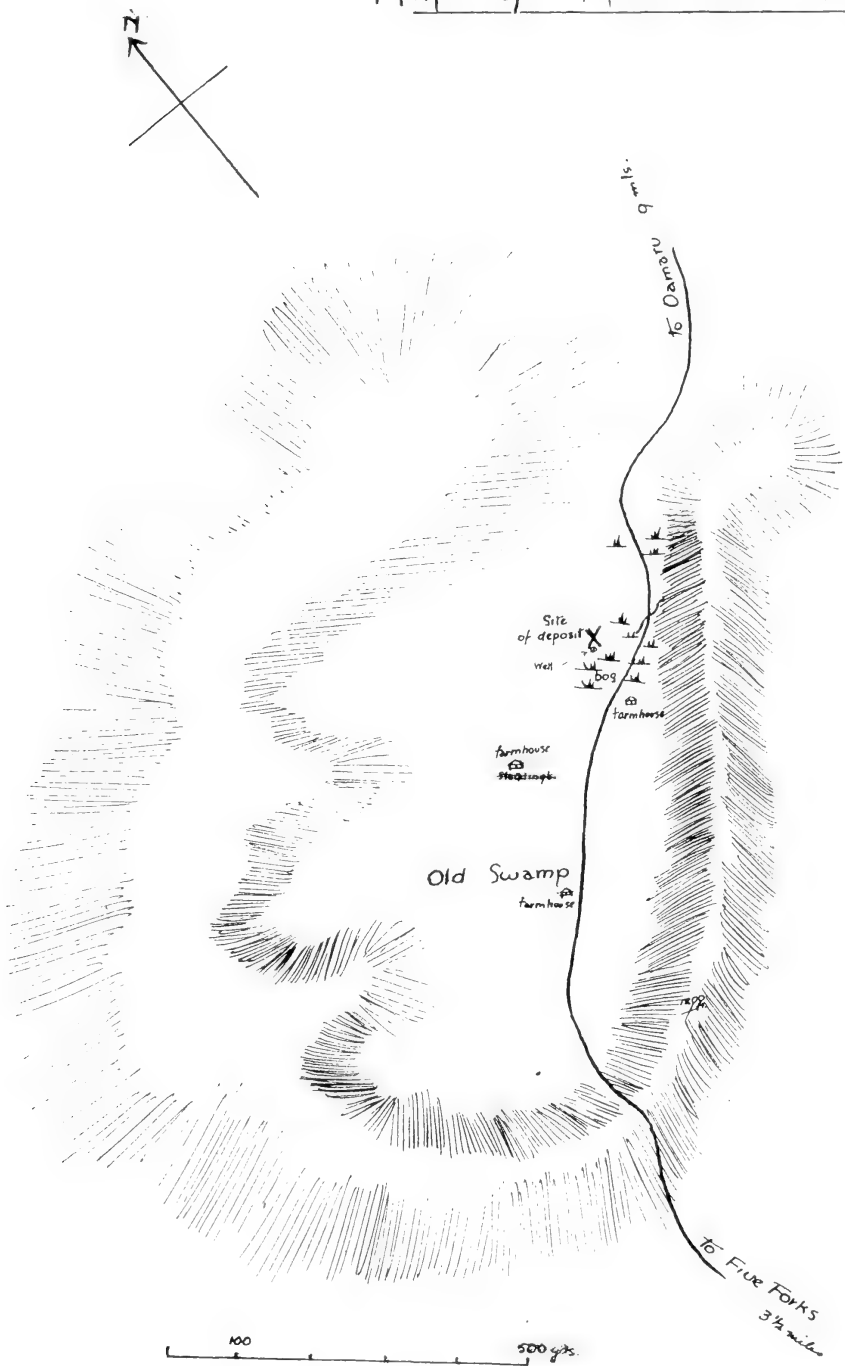 N
to Oamaru 9 mls.
Site
of deposit
Well
bog
farmhouse
farmhouse
Old Swamp
farmhouse
to Five Forks
3½ miles
100
500 yds.